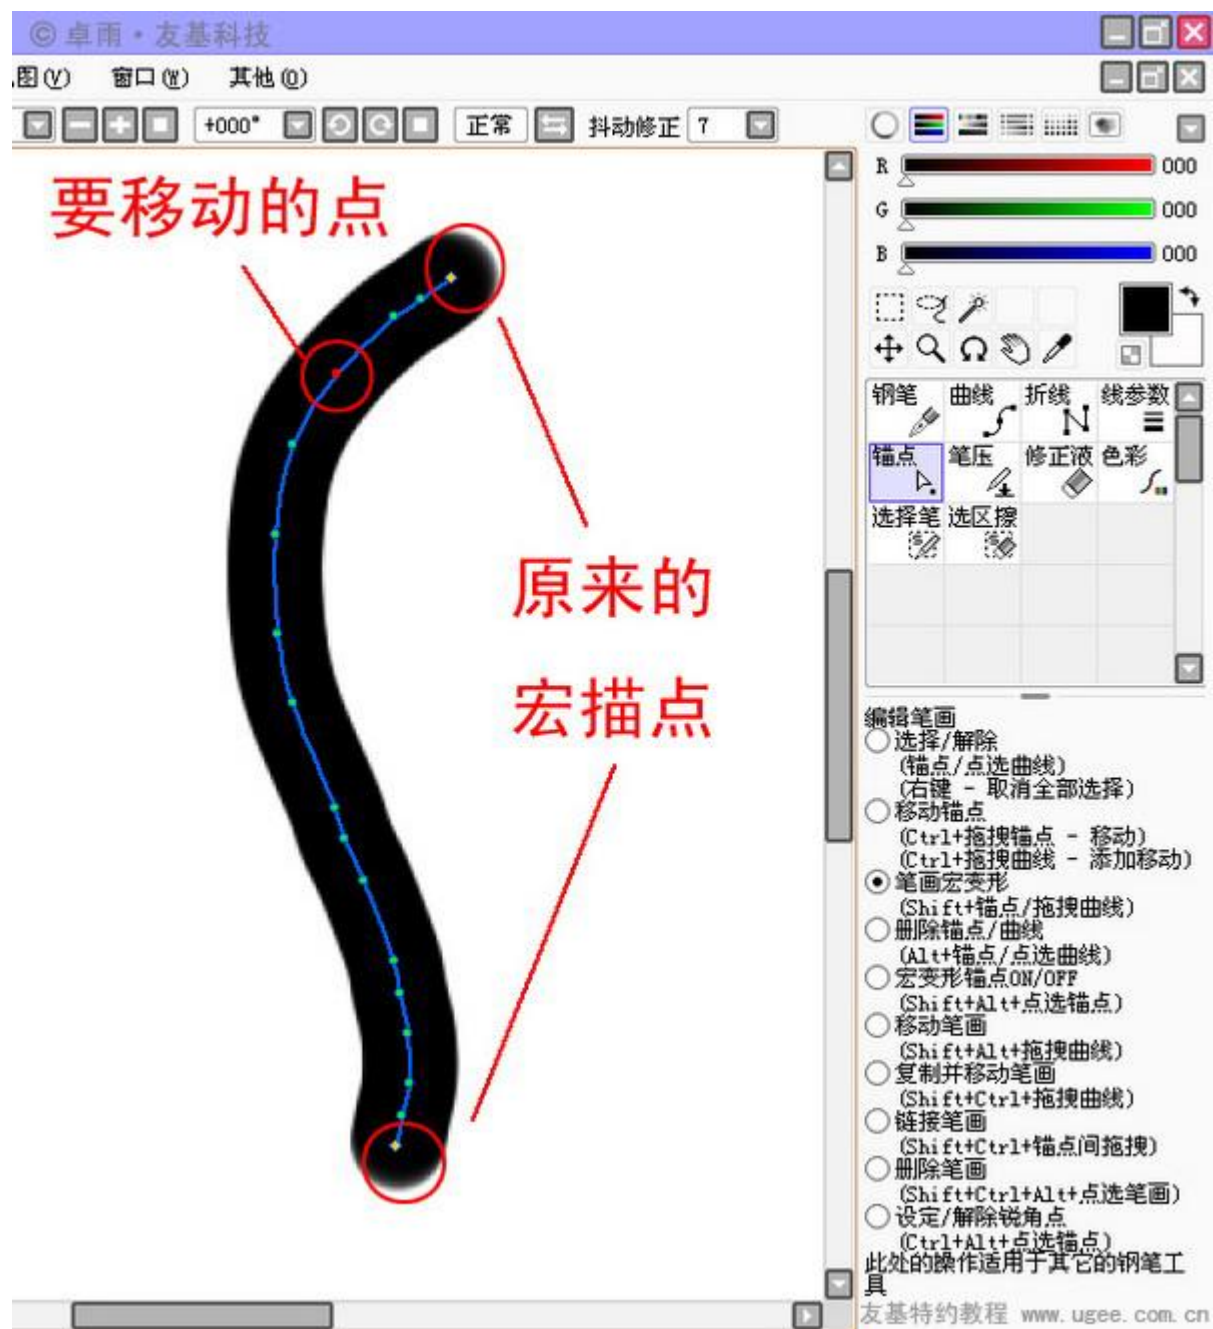 © 卓雨·友基科技
图(V) 窗口(W) 其他(O)
+000° 正常 抖动修正 7
要移动的点
原来的
宏描点
R 000
G 000
B 000
钢笔 曲线 折线 线参数
锚点 笔压 修正液 色彩
选择笔 选区擦
编辑笔画
选择/解除
(锚点/点选曲线)
(右键 - 取消全部选择)
移动锚点
(Ctrl+拖拽锚点 - 移动)
(Ctrl+拖拽曲线 - 添加移动)
笔画宏变形
(Shift+锚点/拖拽曲线)
删除锚点/曲线
(Alt+锚点/点选曲线)
宏变形锚点ON/OFF
(Shift+Alt+点选锚点)
移动笔画
(Shift+Alt+拖拽曲线)
复制并移动笔画
(Shift+Ctrl+拖拽曲线)
链接笔画
(Shift+Ctrl+锚点间拖拽)
删除笔画
(Shift+Ctrl+Alt+点选笔画)
设定/解除锐角点
(Ctrl+Alt+点选锚点)
此处的操作适用于其它的钢笔工
具
友基特约教程 www.ugee.com.cn